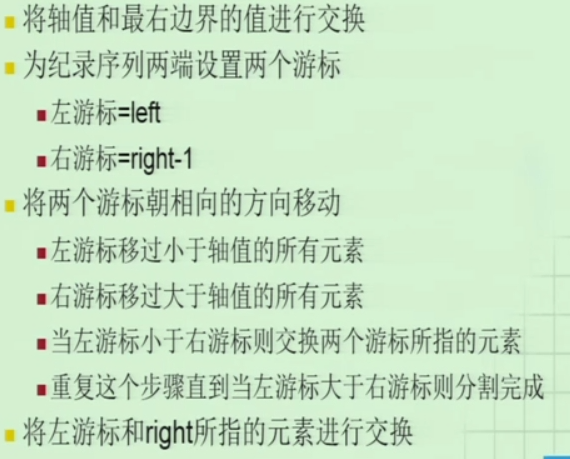 将轴值和最右边界的值进行交换
为纪录序列两端设置两个游标
左游标=left
右游标=right-1
将两个游标朝相向的方向移动
左游标移过小于轴值的所有元素
右游标移过大于轴值的所有元素
当左游标小于右游标则交换两个游标所指的元素
重复这个步骤直到当左游标大于右游标则分割完成
将左游标和right所指的元素进行交换